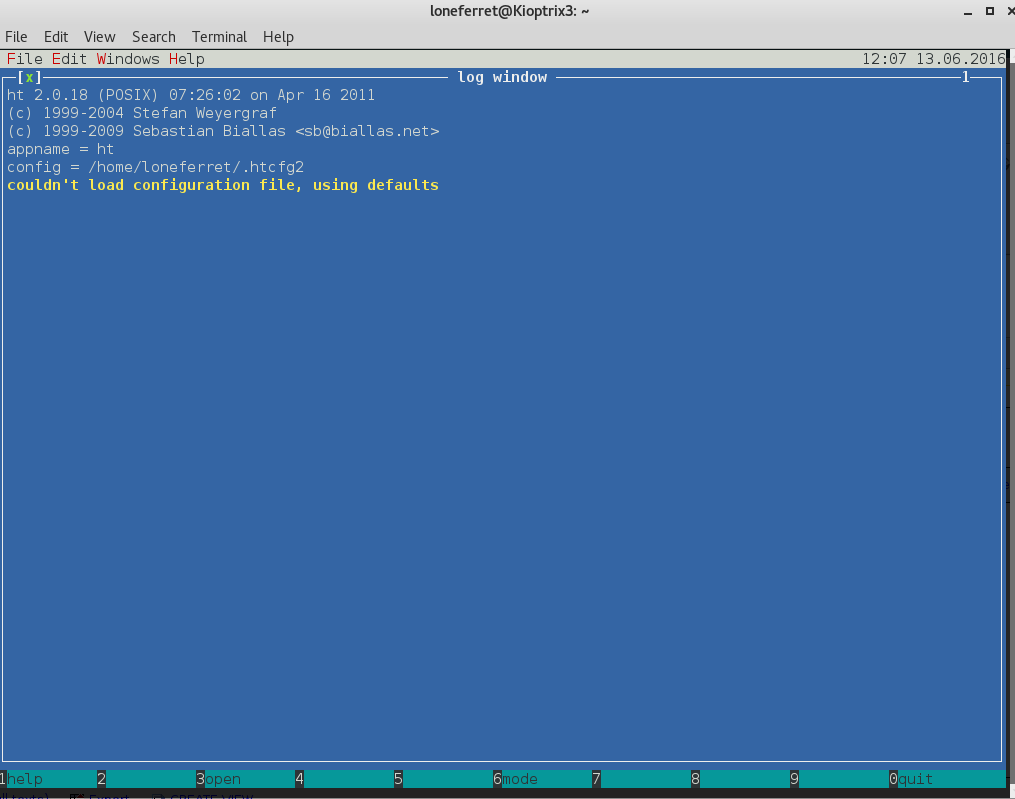 loneferret@Kioptrix3: ~
File Edit View Search Terminal Help
File Edit Windows Help 12:07 13.06.2016
[x] log window 1
ht 2.0.18 (POSIX) 07:26:02 on Apr 16 2011
(c) 1999-2004 Stefan Weyergraf
(c) 1999-2009 Sebastian Biallas <sb@biallas.net>
appname = ht
config = /home/loneferret/.htcfg2
couldn't load configuration file, using defaults
1help 2 3open 4 5 6mode 7 8 9 0quit